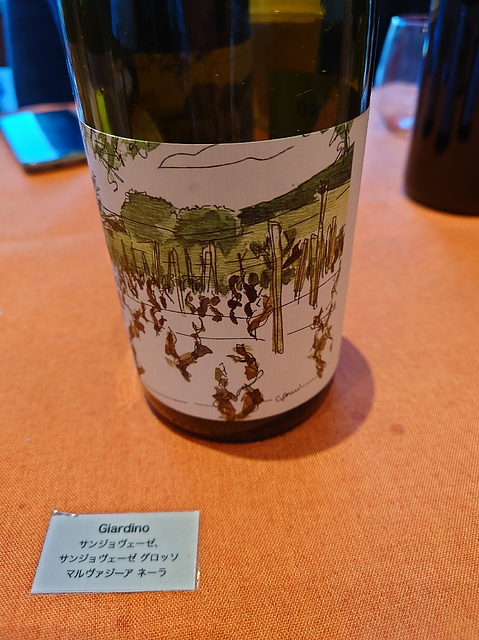 Giardino
サンジョヴェーゼ、
サンジョヴェーゼ グロッソ
マルヴァジーア ネーラ